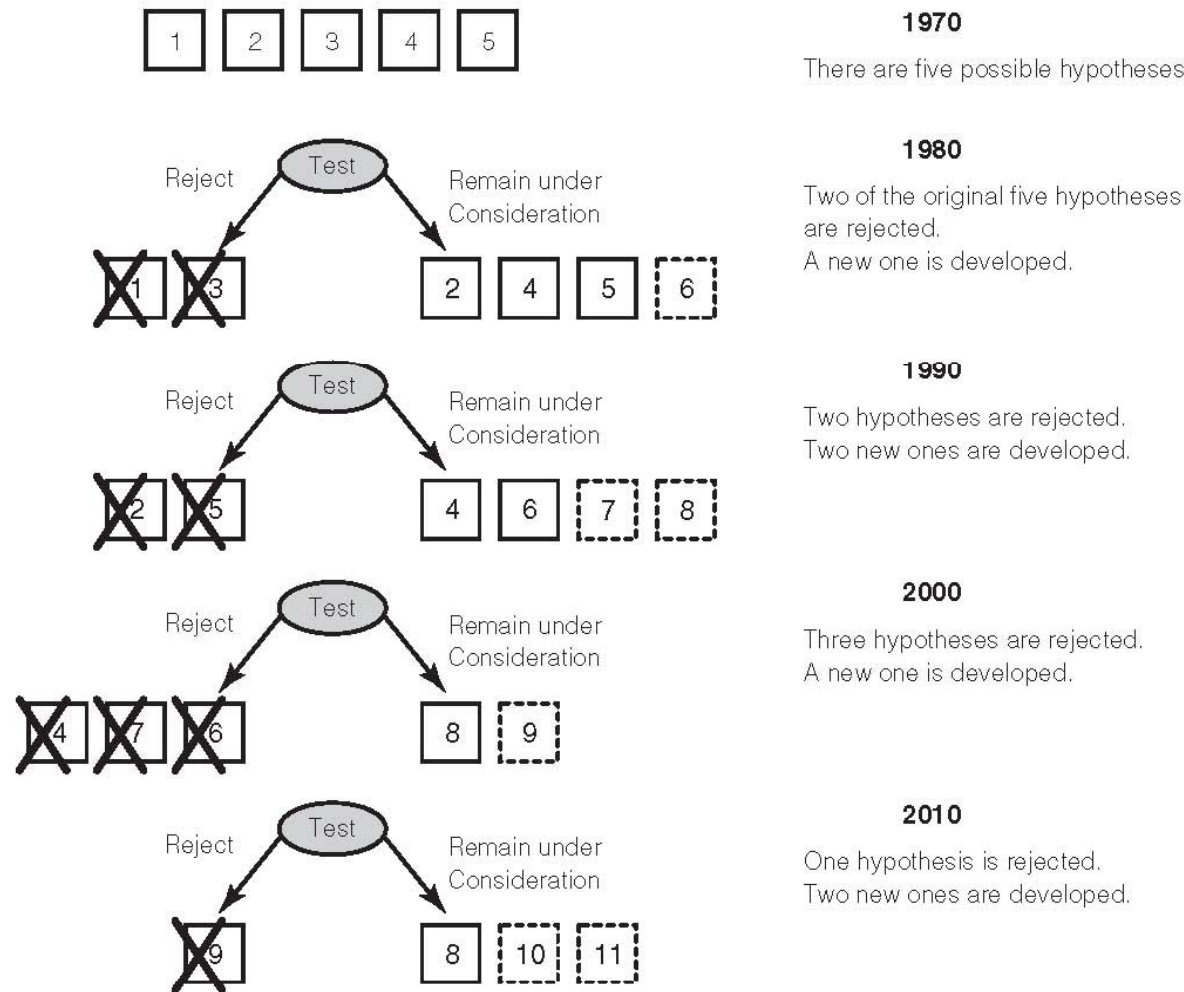 1 2 3 4 5
1970
There are five possible hypotheses
Test
Reject
Remain under
Consideration
1 3
2 4 5 6
1980
Two of the original five hypotheses
are rejected.
A new one is developed.
Test
Reject
Remain under
Consideration
2 5
4 6 7 8
1990
Two hypotheses are rejected.
Two new ones are developed.
Test
Reject
Remain under
Consideration
4 7 6
8 9
2000
Three hypotheses are rejected.
A new one is developed.
Test
Reject
Remain under
Consideration
9
8 10 11
2010
One hypothesis is rejected.
Two new ones are developed.